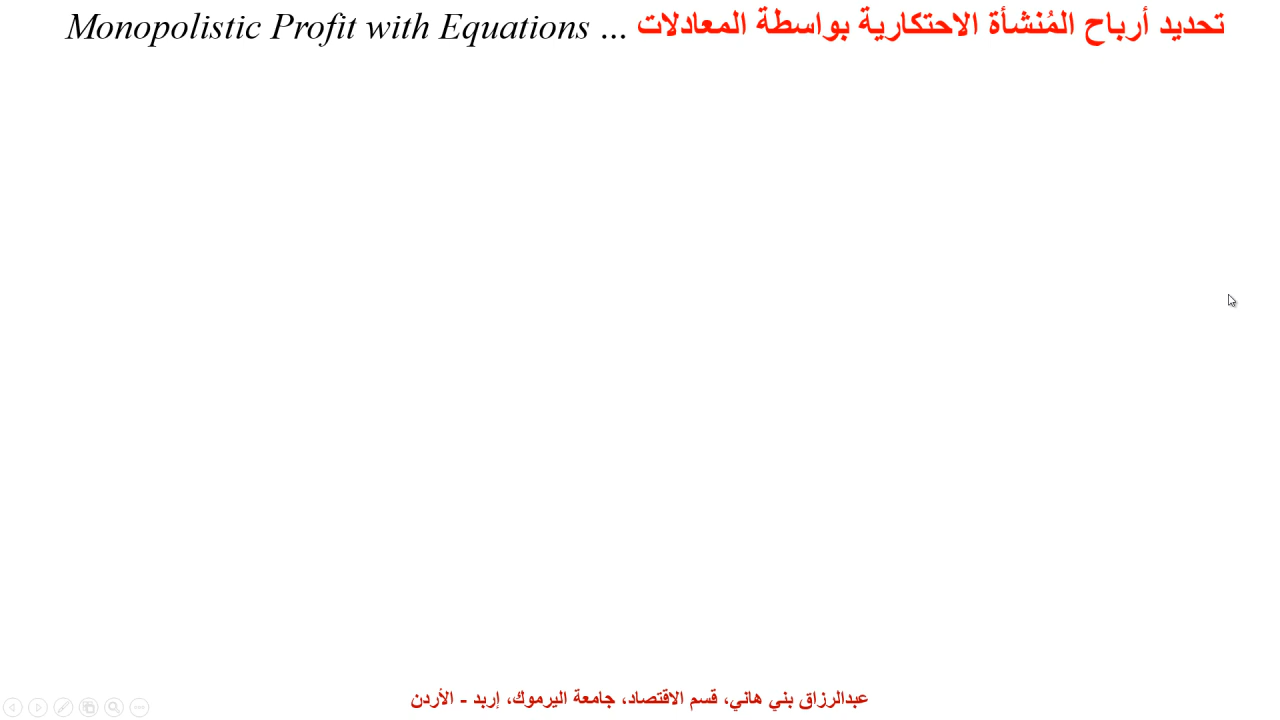 تحديد أرباح المُنشأة الاحتكارية بواسطة المعادلات ... Monopolistic Profit with Equations
عبدالرزاق بني هاني، قسم الاقتصاد، جامعة اليرموك، إربد - الأردن